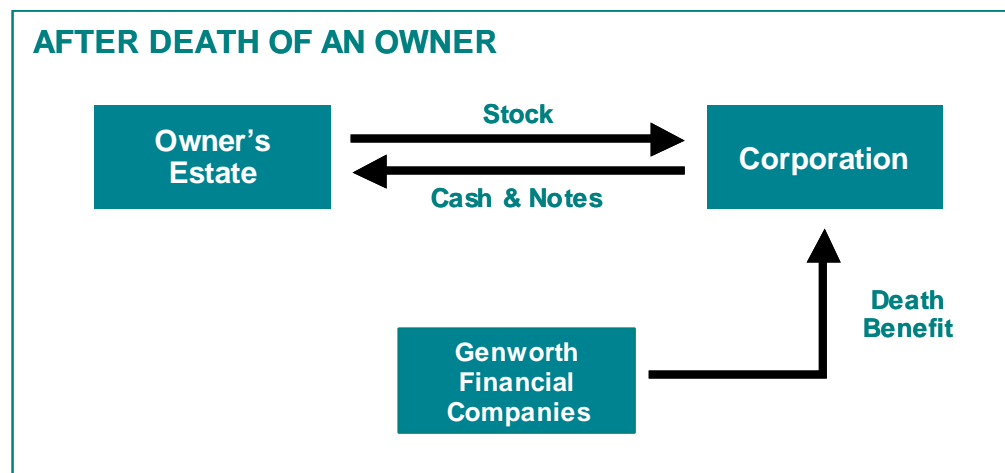 AFTER DEATH OF AN OWNER
Owner's
Estate
Stock
Cash & Notes
Corporation
Death
Benefit
Genworth
Financial
Companies